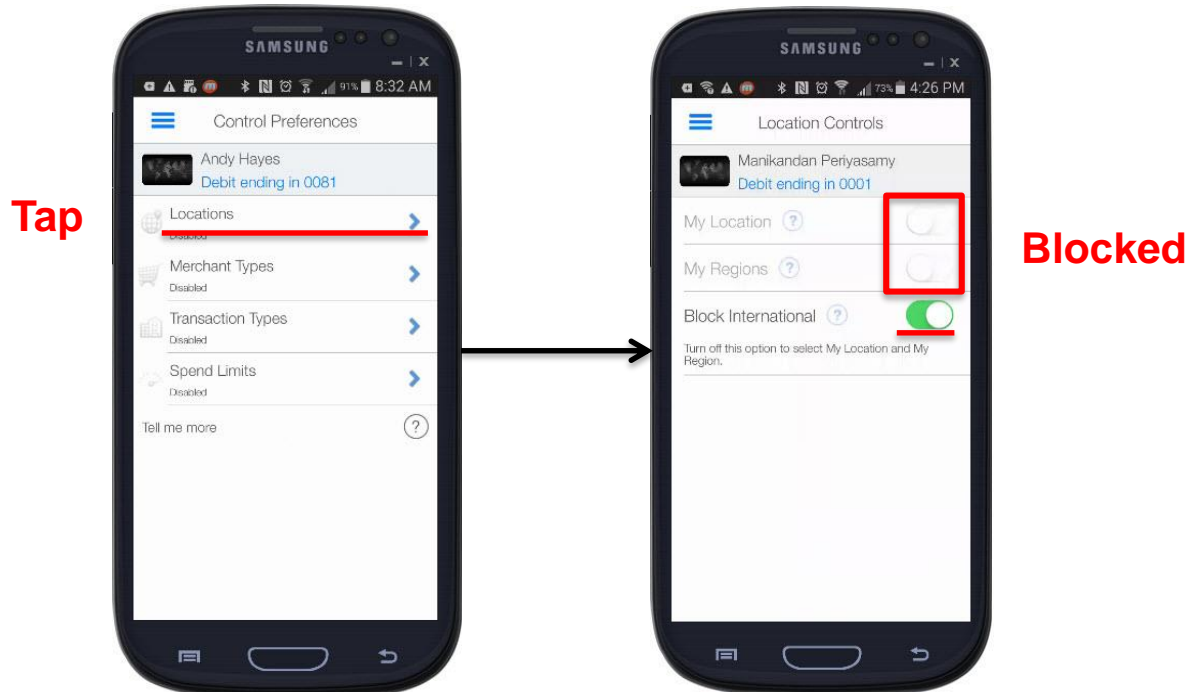 SAMSUNG
91% 8:32 AM
Control Preferences
Andy Hayes
Debit ending in 0081
Tap
Locations
Disabled
Merchant Types
Disabled
Transaction Types
Disabled
Spend Limits
Disabled
Tell me more ?
SAMSUNG
73% 4:26 PM
Location Controls
Manikandan Periyasamy
Debit ending in 0001
My Location ?
My Regions ?
Blocked
Block International ?
Turn off this option to select My Location and My
Region.